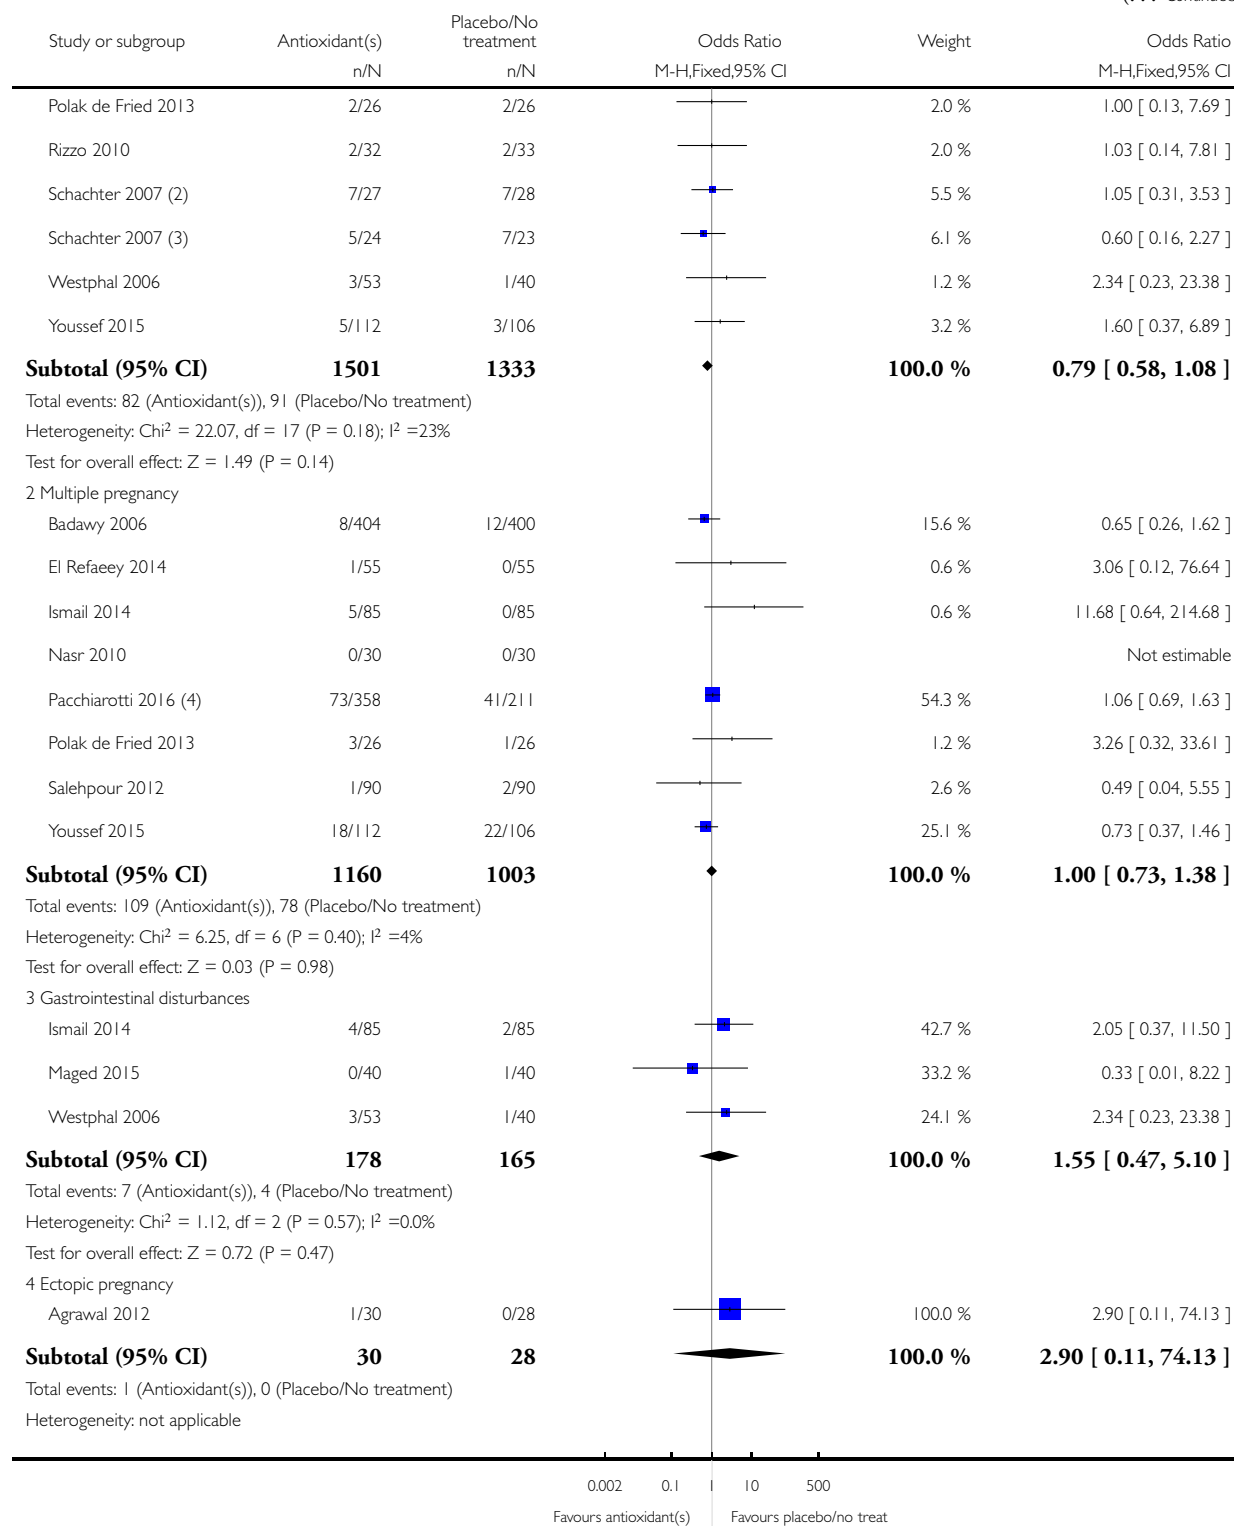 Study or subgroup Antioxidant(s) Placebo/No treatment Odds Ratio Weight Odds Ratio
n/N n/N M-H,Fixed,95% CI M-H,Fixed,95% CI
Polak de Fried 2013 2/26 2/26 2.0 % 1.00 [ 0.13, 7.69 ]
Rizzo 2010 2/32 2/33 2.0 % 1.03 [ 0.14, 7.81 ]
Schachter 2007 (2) 7/27 7/28 5.5 % 1.05 [ 0.31, 3.53 ]
Schachter 2007 (3) 5/24 7/23 6.1 % 0.60 [ 0.16, 2.27 ]
Westphal 2006 3/53 1/40 1.2 % 2.34 [ 0.23, 23.38 ]
Youssef 2015 5/112 3/106 3.2 % 1.60 [ 0.37, 6.89 ]
Subtotal (95% CI) 1501 1333 100.0 % 0.79 [ 0.58, 1.08 ]
Total events: 82 (Antioxidant(s)), 91 (Placebo/No treatment)
Heterogeneity: Chi² = 22.07, df = 17 (P = 0.18); I² =23%
Test for overall effect: Z = 1.49 (P = 0.14)
2 Multiple pregnancy
Badawy 2006 8/404 12/400 15.6 % 0.65 [ 0.26, 1.62 ]
El Refaeey 2014 1/55 0/55 0.6 % 3.06 [ 0.12, 76.64 ]
Ismail 2014 5/85 0/85 0.6 % 11.68 [ 0.64, 214.68 ]
Nasr 2010 0/30 0/30 Not estimable
Pacchiarotti 2016 (4) 73/358 41/211 54.3 % 1.06 [ 0.69, 1.63 ]
Polak de Fried 2013 3/26 1/26 1.2 % 3.26 [ 0.32, 33.61 ]
Salehpour 2012 1/90 2/90 2.6 % 0.49 [ 0.04, 5.55 ]
Youssef 2015 18/112 22/106 25.1 % 0.73 [ 0.37, 1.46 ]
Subtotal (95% CI) 1160 1003 100.0 % 1.00 [ 0.73, 1.38 ]
Total events: 109 (Antioxidant(s)), 78 (Placebo/No treatment)
Heterogeneity: Chi² = 6.25, df = 6 (P = 0.40); I² =4%
Test for overall effect: Z = 0.03 (P = 0.98)
3 Gastrointestinal disturbances
Ismail 2014 4/85 2/85 42.7 % 2.05 [ 0.37, 11.50 ]
Maged 2015 0/40 1/40 33.2 % 0.33 [ 0.01, 8.22 ]
Westphal 2006 3/53 1/40 24.1 % 2.34 [ 0.23, 23.38 ]
Subtotal (95% CI) 178 165 100.0 % 1.55 [ 0.47, 5.10 ]
Total events: 7 (Antioxidant(s)), 4 (Placebo/No treatment)
Heterogeneity: Chi² = 1.12, df = 2 (P = 0.57); I² =0.0%
Test for overall effect: Z = 0.72 (P = 0.47)
4 Ectopic pregnancy
Agrawal 2012 1/30 0/28 100.0 % 2.90 [ 0.11, 74.13 ]
Subtotal (95% CI) 30 28 100.0 % 2.90 [ 0.11, 74.13 ]
Total events: 1 (Antioxidant(s)), 0 (Placebo/No treatment)
Heterogeneity: not applicable
0.002 0.1 1 10 500
Favours antioxidant(s) Favours placebo/no treat